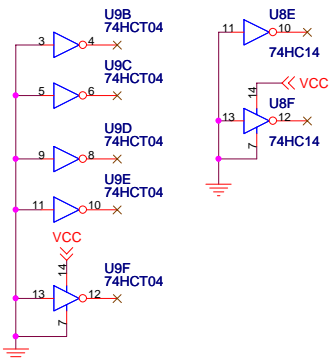 U9B
74HCT04
3 4
U9C
74HCT04
5 6
U9D
74HCT04
9 8
U9E
74HCT04
11 10
VCC
14
U9F
74HCT04
13 12
7
U8E
11 10
74HC14
14
VCC
U8F
13 12
74HC14
7